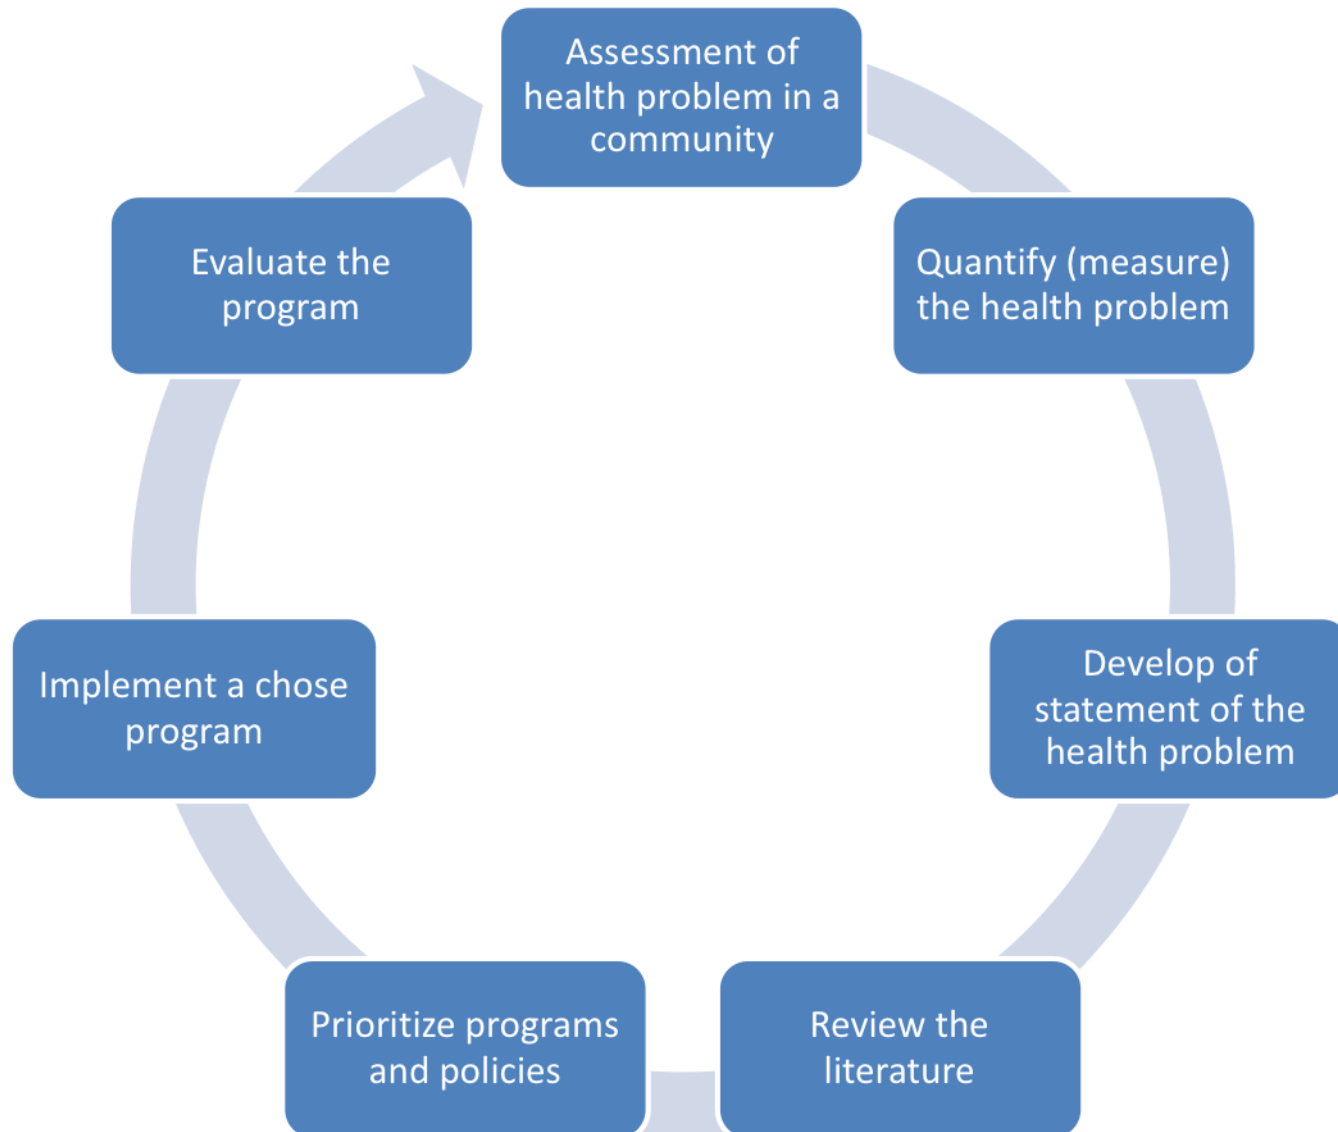 Assessment of
health problem in a
community
Quantify (measure)
the health problem
Develop of
statement of the
health problem
Review the
literature
Prioritize programs
and policies
Implement a chose
program
Evaluate the
program